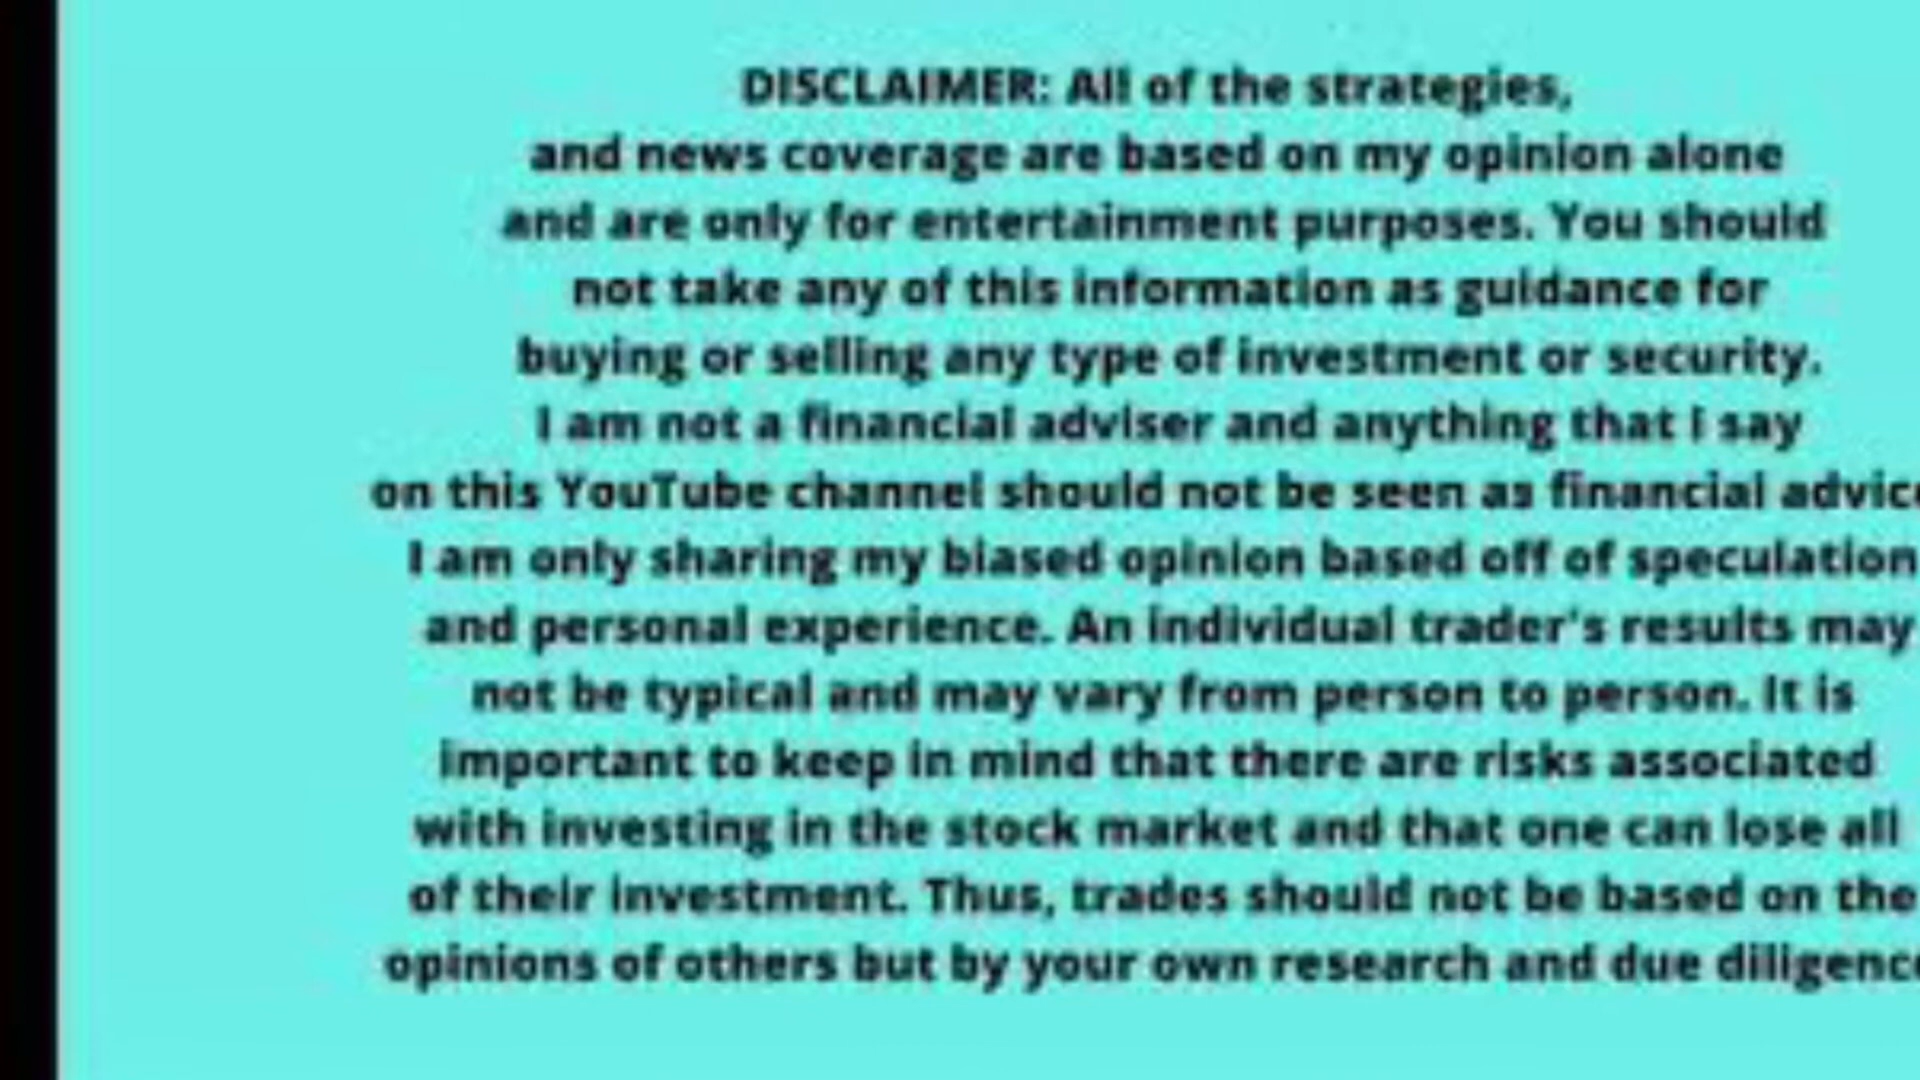 DISCLAIMER: All of the strategies,
and news coverage are based on my opinion alone
and are only for entertainment purposes. You should
not take any of this information as guidance for
buying or selling any type of investment or security.
I am not a financial adviser and anything that I say
on this YouTube channel should not be seen as financial advice
I am only sharing my biased opinion based off of speculation
and personal experience. An individual trader's results may
not be typical and may vary from person to person. It is
important to keep in mind that there are risks associated
with investing in the stock market and that one can lose all
of their investment. Thus, trades should not be based on the
opinions of others but by your own research and due diligence